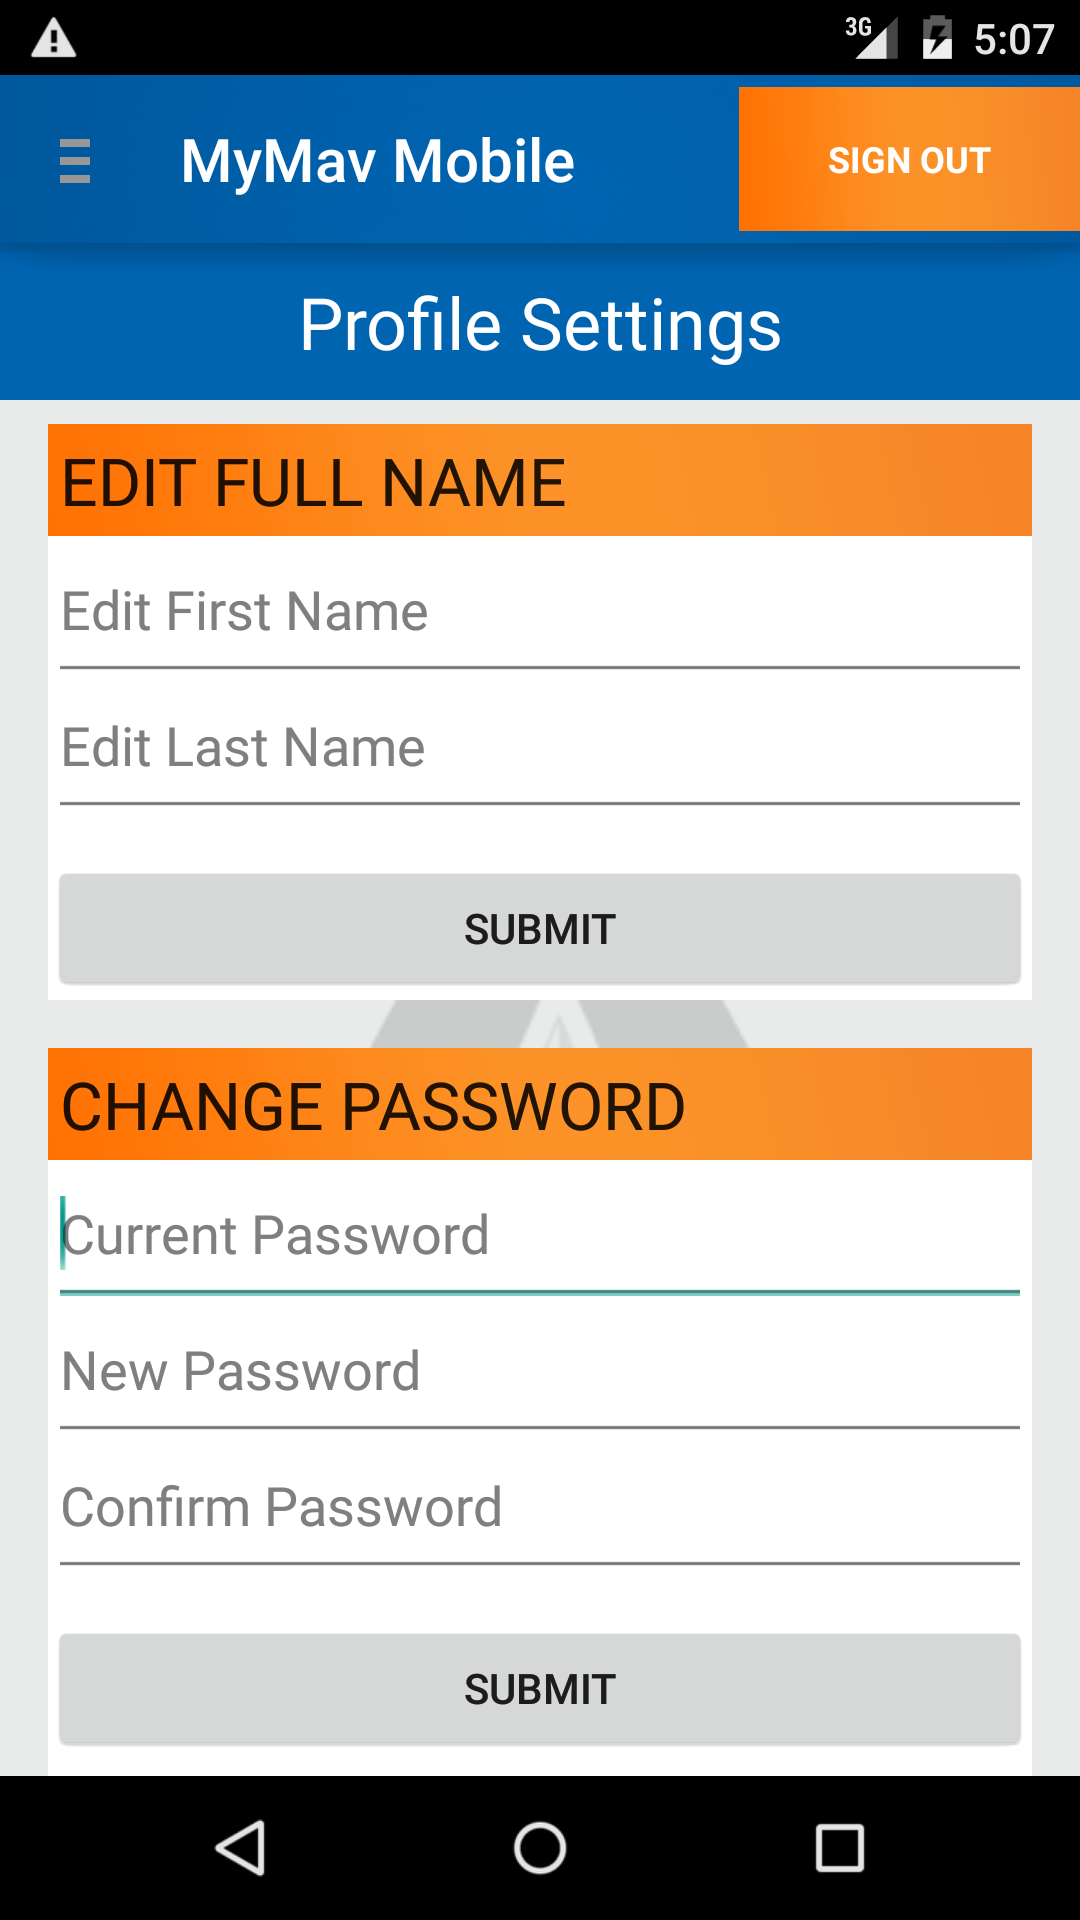 3G 5:07
MyMav Mobile
SIGN OUT
Profile Settings
EDIT FULL NAME
Edit First Name
Edit Last Name
SUBMIT
CHANGE PASSWORD
Current Password
New Password
Confirm Password
SUBMIT